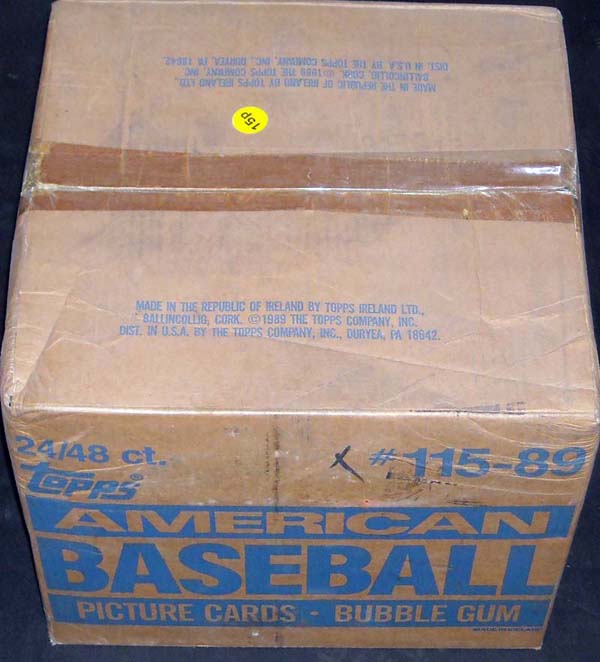 MADE IN THE REPUBLIC OF IRELAND BY TOPPS IRELAND LTD.,
BALLINCOLLIG, CORK. © 1989 THE TOPPS COMPANY, INC.
DIST. IN U.S.A. BY THE TOPPS COMPANY, INC., DURYEA, PA 18642.
15p
MADE IN THE REPUBLIC OF IRELAND BY TOPPS IRELAND LTD.,
BALLINCOLLIG, CORK. © 1989 THE TOPPS COMPANY, INC.
DIST. IN U.S.A. BY THE TOPPS COMPANY, INC., DURYEA, PA 18642.
24/48 ct.
X # 115-89
Topps®
AMERICAN
BASEBALL
PICTURE CARDS - BUBBLE GUM